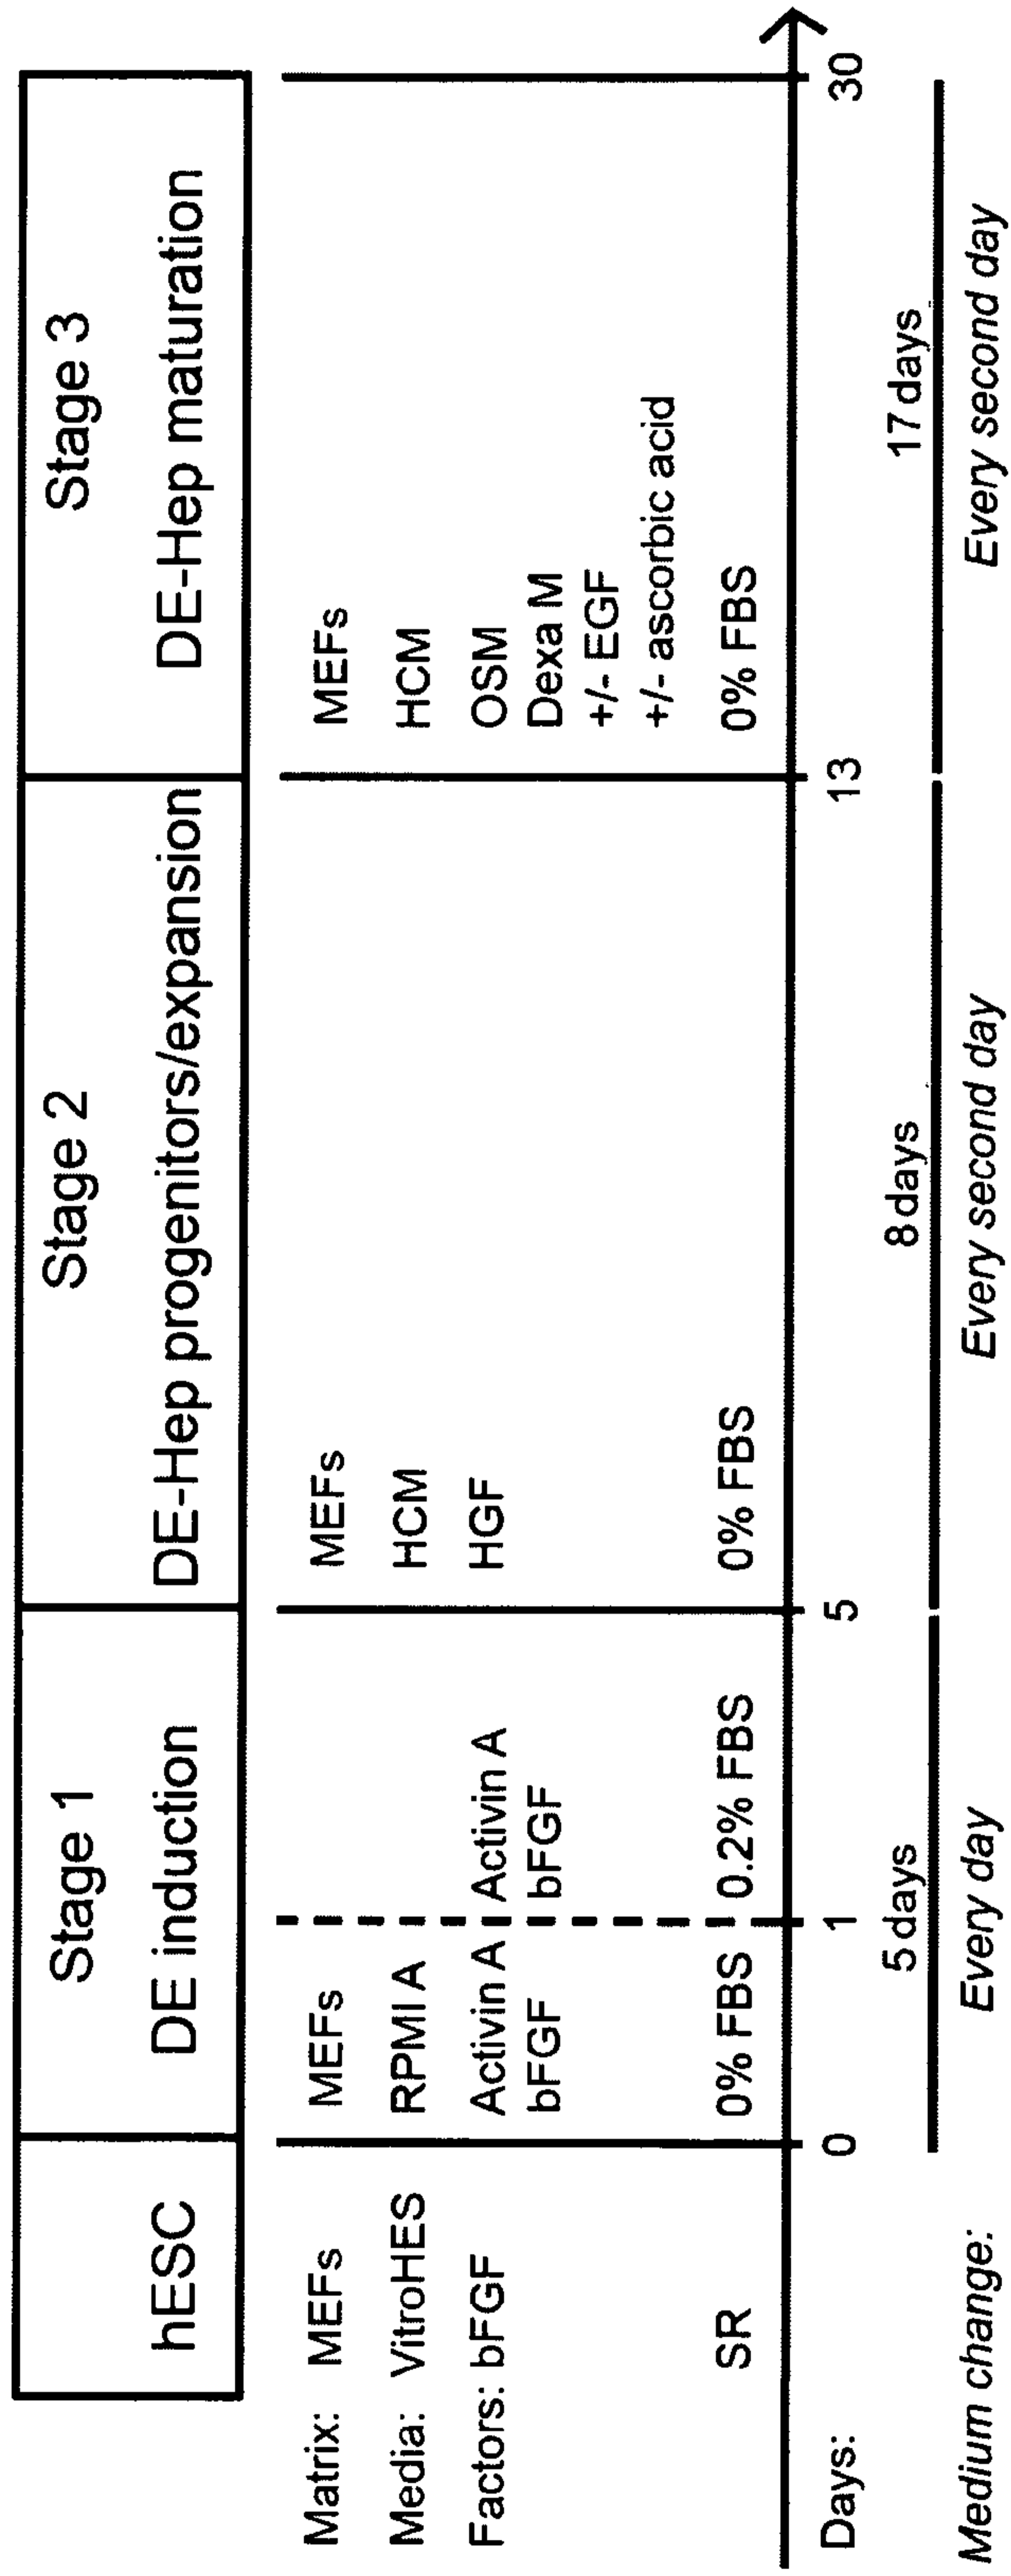 hESC
Stage 1
DE induction
Stage 2
DE-Hep progenitors/expansion
Stage 3
DE-Hep maturation
Matrix: MEFs MEFs MEFs MEFs
Media: VitroHES RPMI A HCM HCM
Factors: bFGF Activin A Activin A HGF OSM
bFGF bFGF Dexa M
+/- EGF
+/- ascorbic acid
SR 0% FBS 0.2% FBS 0% FBS 0% FBS
Days: 0 1 5 13 30
5 days 8 days 17 days
Medium change: Every day Every second day Every second day